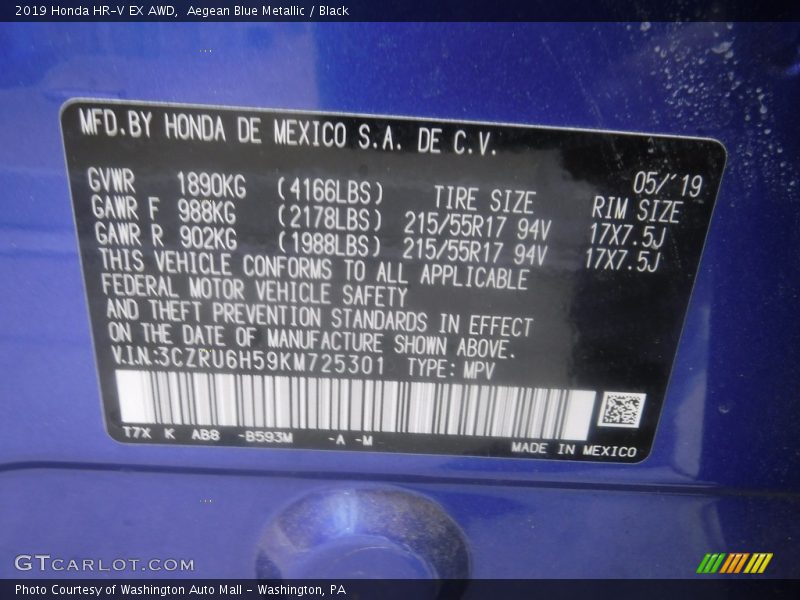 2019 Honda HR-V EX AWD,  Aegean Blue Metallic / Black
MFD.BY HONDA DE MEXICO S.A. DE C.V.
05/'19
GVWR 1890KG (4166LBS) TIRE SIZE RIM SIZE
GAWR F 988KG (2178LBS) 215/55R17 94V 17X7.5J
GAWR R 902KG (1988LBS) 215/55R17 94V 17X7.5J
THIS VEHICLE CONFORMS TO ALL APPLICABLE
FEDERAL MOTOR VEHICLE SAFETY
AND THEFT PREVENTION STANDARDS IN EFFECT
ON THE DATE OF MANUFACTURE SHOWN ABOVE.
V.I.N.:3CZRU6H59KM725301 TYPE: MPV
T7X K AB8 -B593M -A -M
MADE IN MEXICO
GTCARLOT.COM
Photo Courtesy of Washington Auto Mall - Washington, PA